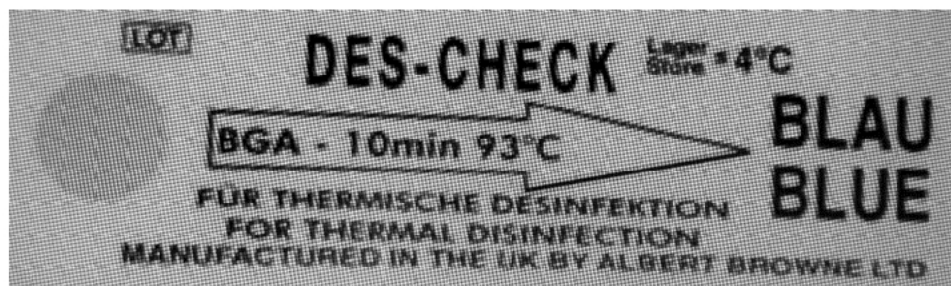 LOT
DES-CHECK
Lager
Store
4°C
BGA - 10min 93°C
BLAU
BLUE
FÜR THERMISCHE DESINFEKTION
FOR THERMAL DISINFECTION
MANUFACTURED IN THE UK BY ALBERT BROWNE LTD